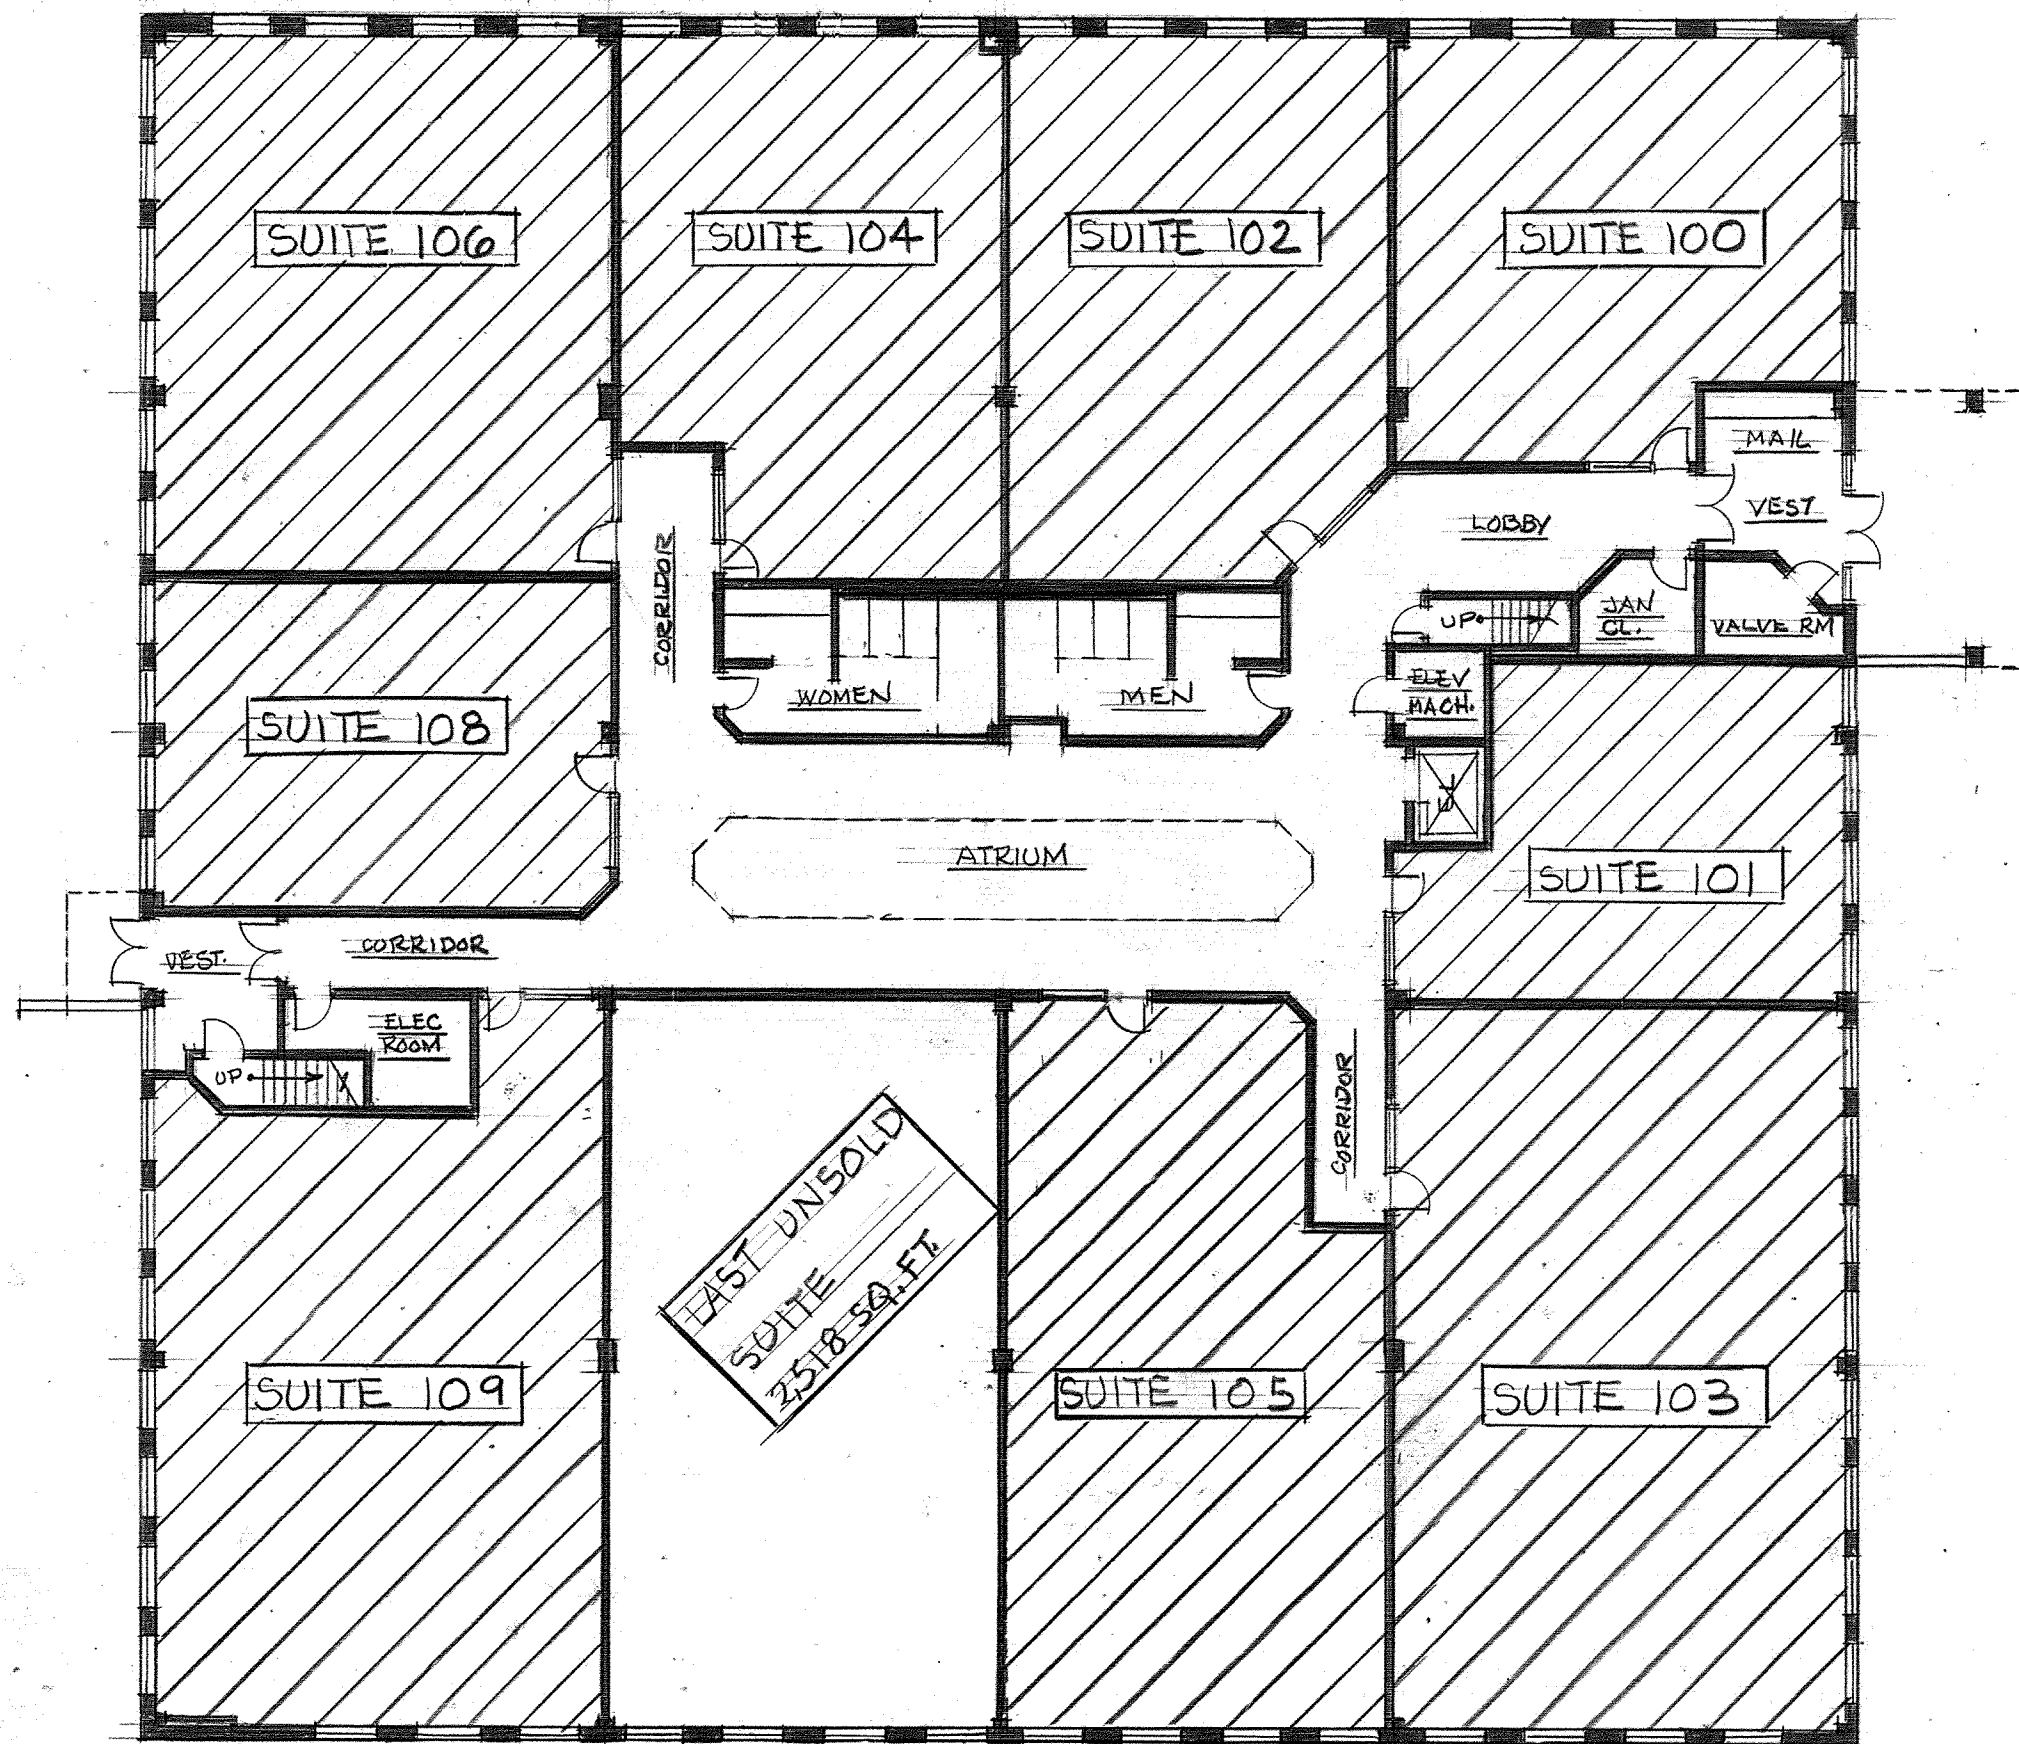 SUITE 106
SUITE 104
SUITE 102
SUITE 100
MAIL
VEST
LOBBY
CORRIDOR
JAN
CL.
UP
VALVE RM
WOMEN
MEN
ELEV
MACH.
SUITE 108
EL
ATRIUM
SUITE 101
VEST.
CORRIDOR
ELEC
ROOM
UP
CORRIDOR
LAST UNSOLD
SUITE
2,518 SQ. FT.
SUITE 109
SUITE 105
SUITE 103